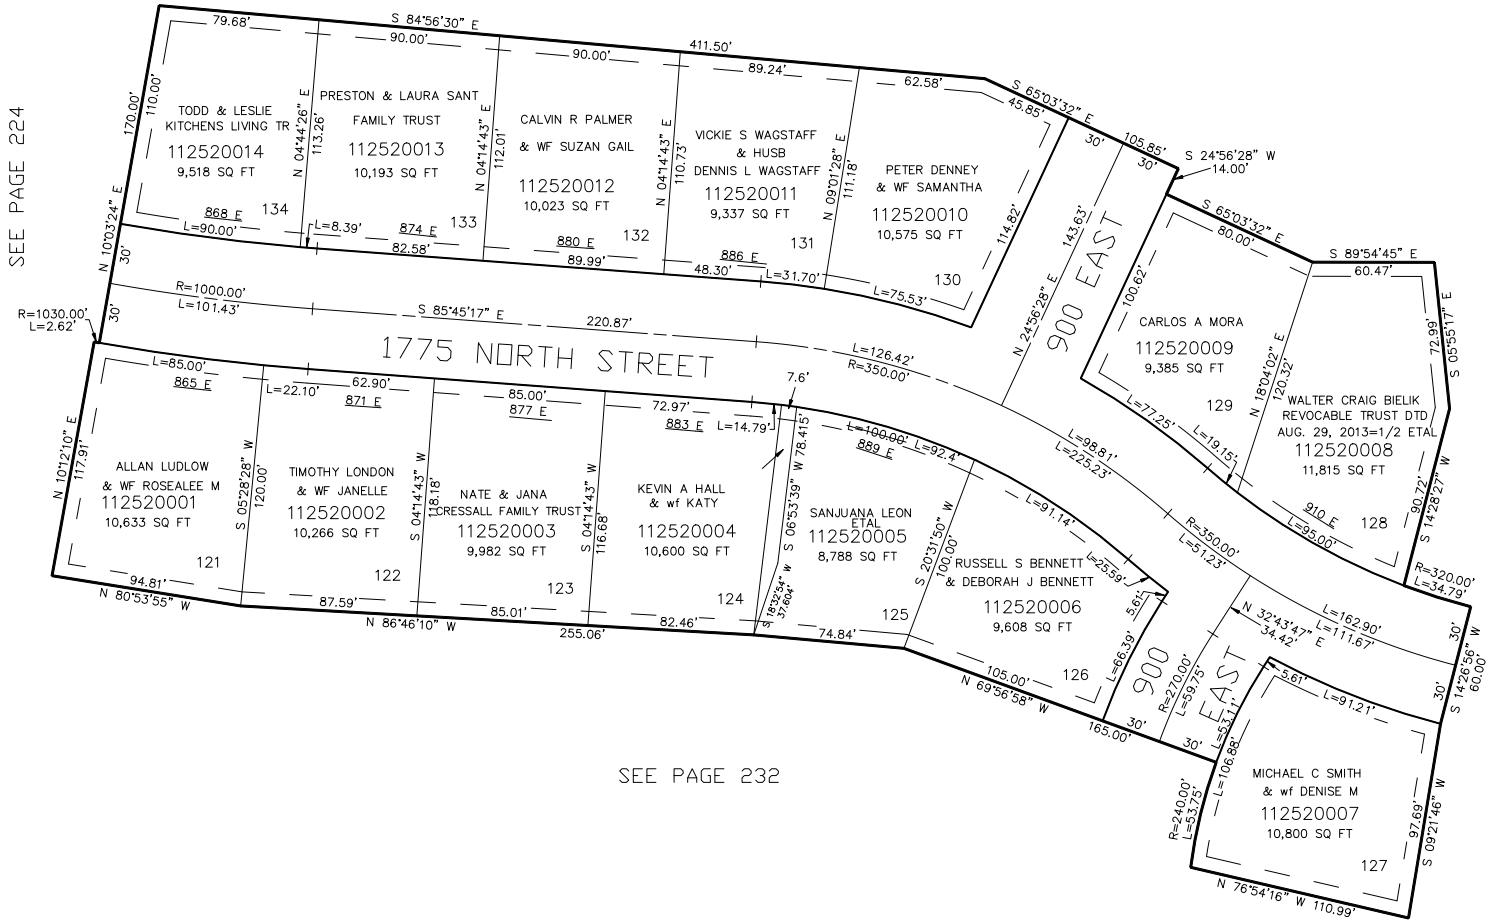 SEE PAGE 224
79.68'
S 84°56'30" E
90.00'
411.50'
90.00'
89.24'
62.58'
S 65°03'32" E
45.85'
105.85'
30'
30'
S 24°56'28" W
14.00'
170.00'
110.00'
TODD & LESLIE
KITCHENS LIVING TR
112520014
9,518 SQ FT
868 E
134
L=90.00'
N 04°44'26" E
113.26'
PRESTON & LAURA SANT
FAMILY TRUST
112520013
10,193 SQ FT
874 E
133
L=8.39'
82.58'
N 04°14'43" E
112.01'
CALVIN R PALMER
& WF SUZAN GAIL
112520012
10,023 SQ FT
880 E
132
89.99'
N 04°14'43" E
110.73'
VICKIE S WAGSTAFF
& HUSB
DENNIS L WAGSTAFF
112520011
9,337 SQ FT
886 E
131
48.30'
L=31.70'
N 09°01'28" E
111.18'
PETER DENNEY
& WF SAMANTHA
112520010
10,575 SQ FT
130
L=75.53'
114.82'
143.63'
N 24°56'28" E
900 EAST
S 65°03'32" E
80.00'
S 89°54'45" E
60.47'
100.62'
CARLOS A MORA
112520009
9,385 SQ FT
129
L=77.25'
L=19.15'
N 18°04'02" E
120.32'
72.99'
S 05°55'17" E
WALTER CRAIG BIELIK
REVOCABLE TRUST DTD
AUG. 29, 2013=1/2 ETAL
112520008
11,815 SQ FT
910 E
128
L=95.00'
90.72'
S 14°28'27" W
N 10°03'24" E
30'
30'
R=1030.00'
L=2.62'
R=1000.00'
L=101.43'
S 85°45'17" E
220.87'
1775 NORTH STREET
L=126.42'
R=350.00'
L=98.81'
L=225.23'
R=350.00'
L=51.23'
L=162.90'
L=111.67'
R=320.00'
L=34.79'
30'
30'
S 14°26'56" W
60.00'
L=85.00'
865 E
N 10°12'10" E
117.91'
ALLAN LUDLOW
& WF ROSEALEE M
112520001
10,633 SQ FT
121
94.81'
N 80°53'55" W
S 05°28'28" W
120.00'
L=22.10'
62.90'
871 E
TIMOTHY LONDON
& WF JANELLE
112520002
10,266 SQ FT
122
87.59'
N 86°46'10" W
S 04°14'43" W
118.18'
85.00'
877 E
NATE & JANA
CRESSALL FAMILY TRUST
112520003
9,982 SQ FT
123
85.01'
255.06'
S 04°14'43" W
116.68'
72.97'
883 E
L=14.79'
7.6'
KEVIN A HALL
& wf KATY
112520004
10,600 SQ FT
124
82.46'
S 06°53'39" W 78.415'
S 18°32'54" W
37.604'
L=100.00'
L=92.4'
889 E
SANJUANA LEON
ETAL
112520005
8,788 SQ FT
125
74.84'
S 20°31'50" W
100.00'
L=91.14'
L=25.59'
5.61'
RUSSELL S BENNETT
& DEBORAH J BENNETT
112520006
9,608 SQ FT
126
105.00'
N 69°56'58" W
165.00'
L=66.39'
900
EAST
30'
30'
R=270.00'
L=59.75'
N 32°43'47" E
34.42'
L=53.11'
5.61'
L=91.21'
L=106.88'
R=240.00'
L=53.75'
MICHAEL C SMITH
& wf DENISE M
112520007
10,800 SQ FT
127
97.69'
S 09°21'46" W
N 76°54'16" W 110.99'
SEE PAGE 232